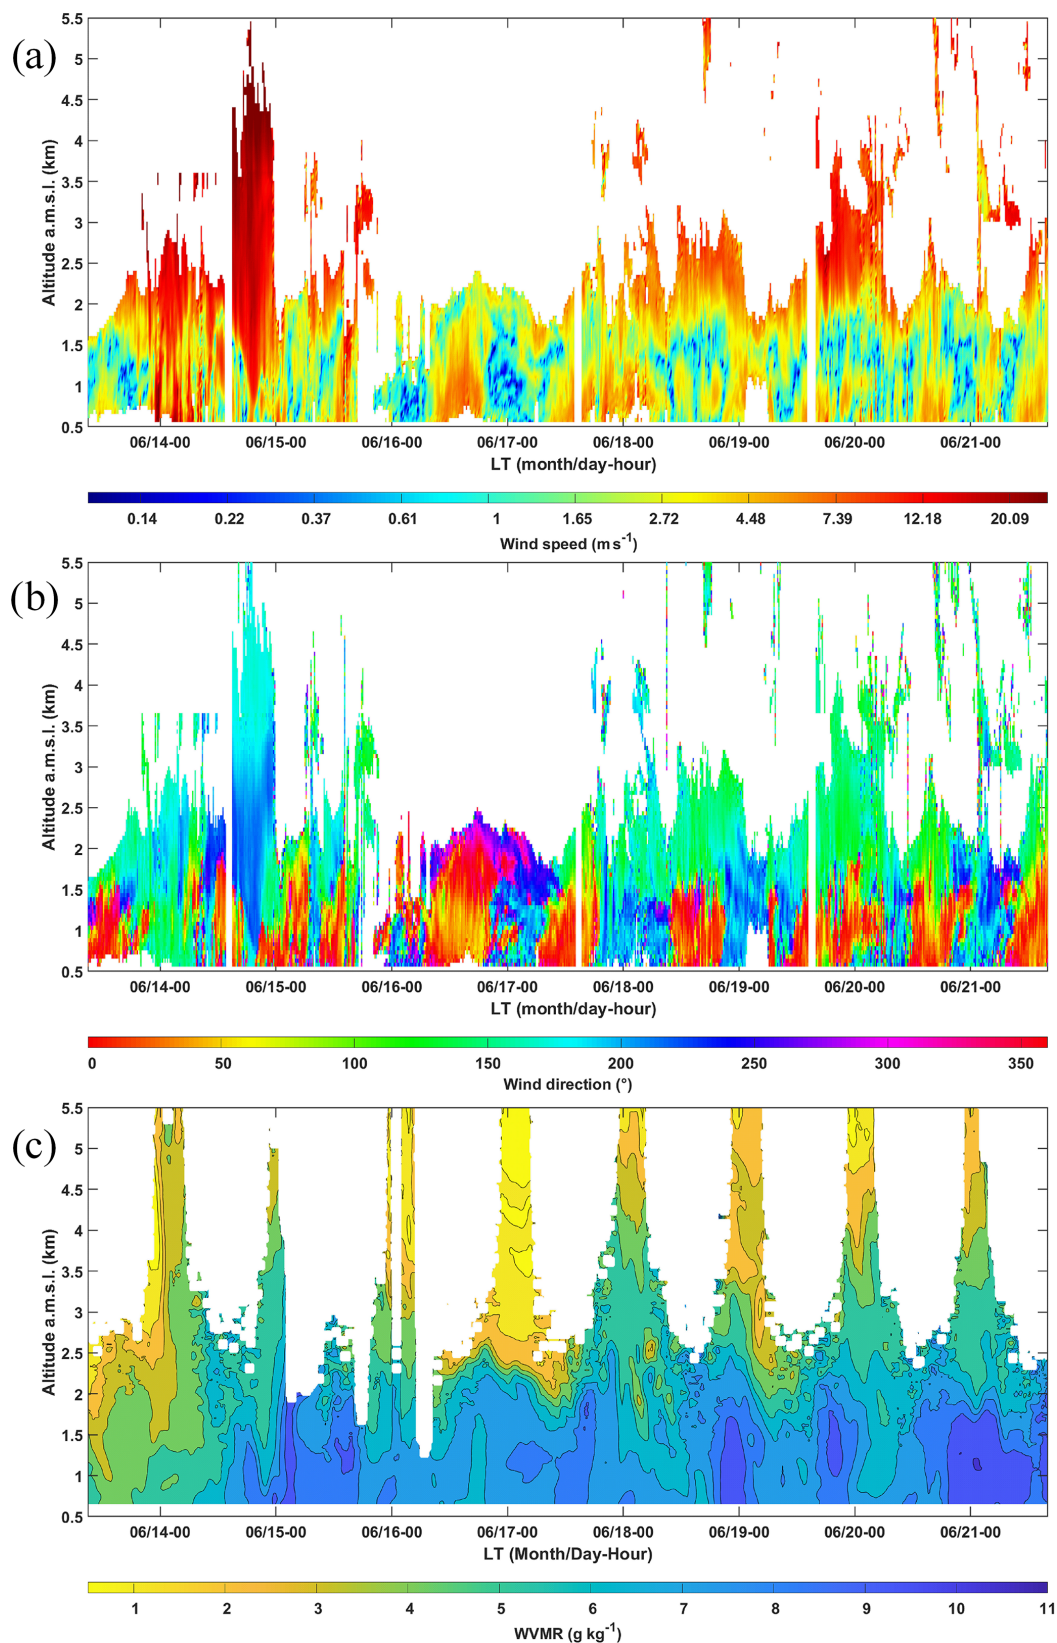 (a)
5.5
5
4.5
4
3.5
3
2.5
2
1.5
1
0.5
Altitude a.m.s.l. (km)
06/14-00 06/15-00 06/16-00 06/17-00 06/18-00 06/19-00 06/20-00 06/21-00
LT (month/day-hour)
0.14 0.22 0.37 0.61 1 1.65 2.72 4.48 7.39 12.18 20.09
Wind speed (m s-1)
(b)
5.5
5
4.5
4
3.5
3
2.5
2
1.5
1
0.5
Altitude a.m.s.l. (km)
06/14-00 06/15-00 06/16-00 06/17-00 06/18-00 06/19-00 06/20-00 06/21-00
LT (month/day-hour)
0 50 100 150 200 250 300 350
Wind direction (°)
(c)
5.5
5
4.5
4
3.5
3
2.5
2
1.5
1
0.5
Altitude a.m.s.l. (km)
06/14-00 06/15-00 06/16-00 06/17-00 06/18-00 06/19-00 06/20-00 06/21-00
LT (Month/Day-Hour)
1 2 3 4 5 6 7 8 9 10 11
WVMR (g kg-1)